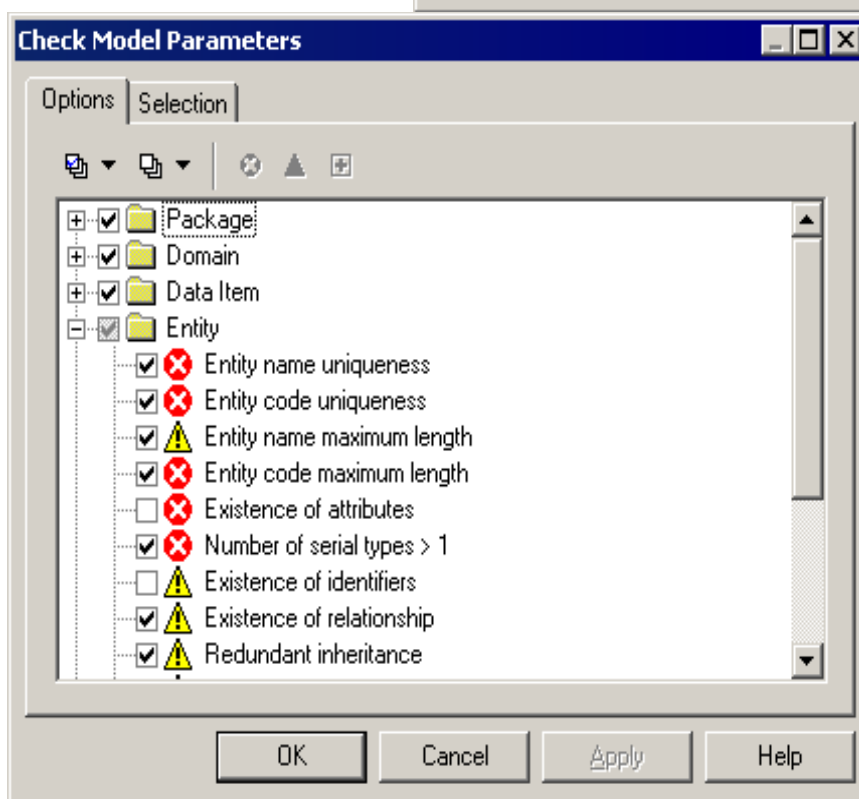 Check Model Parameters
Options Selection
Package
Domain
Data Item
Entity
Entity name uniqueness
Entity code uniqueness
Entity name maximum length
Entity code maximum length
Existence of attributes
Number of serial types > 1
Existence of identifiers
Existence of relationship
Redundant inheritance
OK Cancel Apply Help